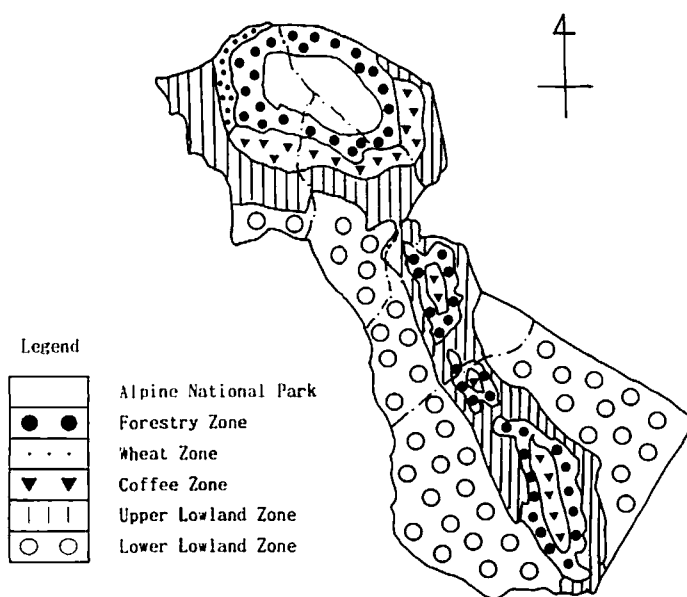 Legend
Alpine National Park
Forestry Zone
Wheat Zone
Coffee Zone
Upper Lowland Zone
Lower Lowland Zone